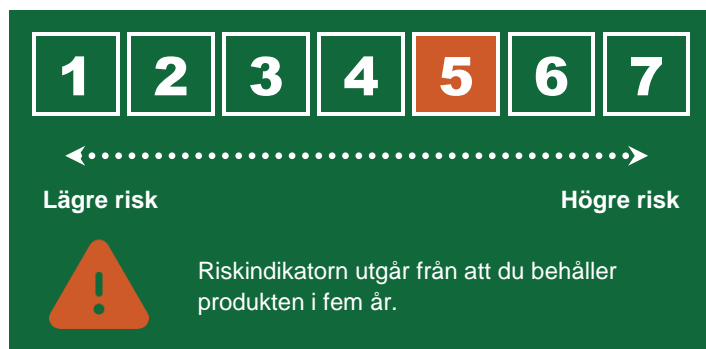 1 2 3 4 5 6 7
Lägre risk Högre risk
Riskindikatorn utgår från att du behåller
produkten i fem år.